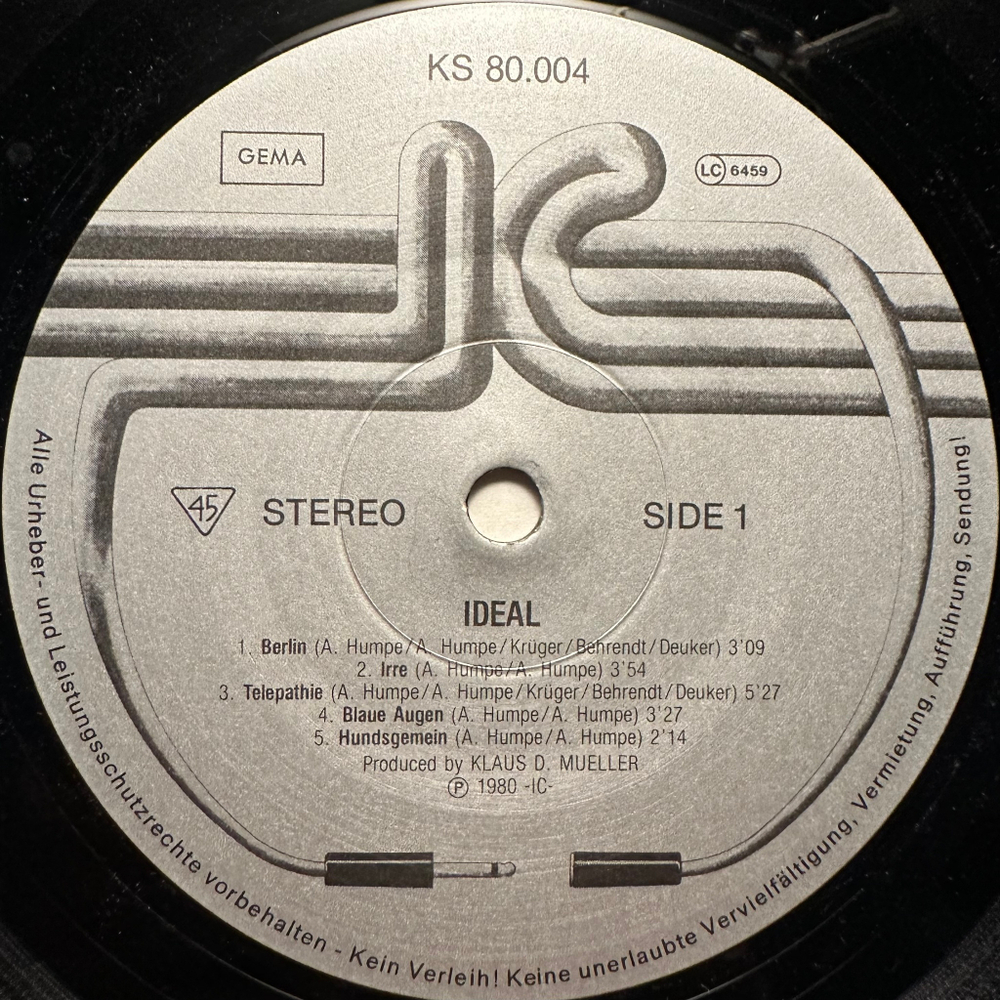 KS 80.004
GEMA
LC 6459
45 STEREO
SIDE 1
IDEAL
1. Berlin (A. Humpe/A. Humpe/Krüger/Behrendt/Deuker) 3'09
2. Irre (A. Humpe/A. Humpe) 3'54
3. Telepathie (A. Humpe/A. Humpe/Krüger/Behrendt/Deuker) 5'27
4. Blaue Augen (A. Humpe/A. Humpe) 3'27
5. Hundsgemein (A. Humpe/A. Humpe) 2'14
Produced by KLAUS D. MUELLER
℗ 1980 -IC-
Alle Urheber- und Leistungsschutzrechte vorbehalten - Kein Verleih! Keine unerlaubte Vervielfältigung, Vermietung, Aufführung, Sendung!